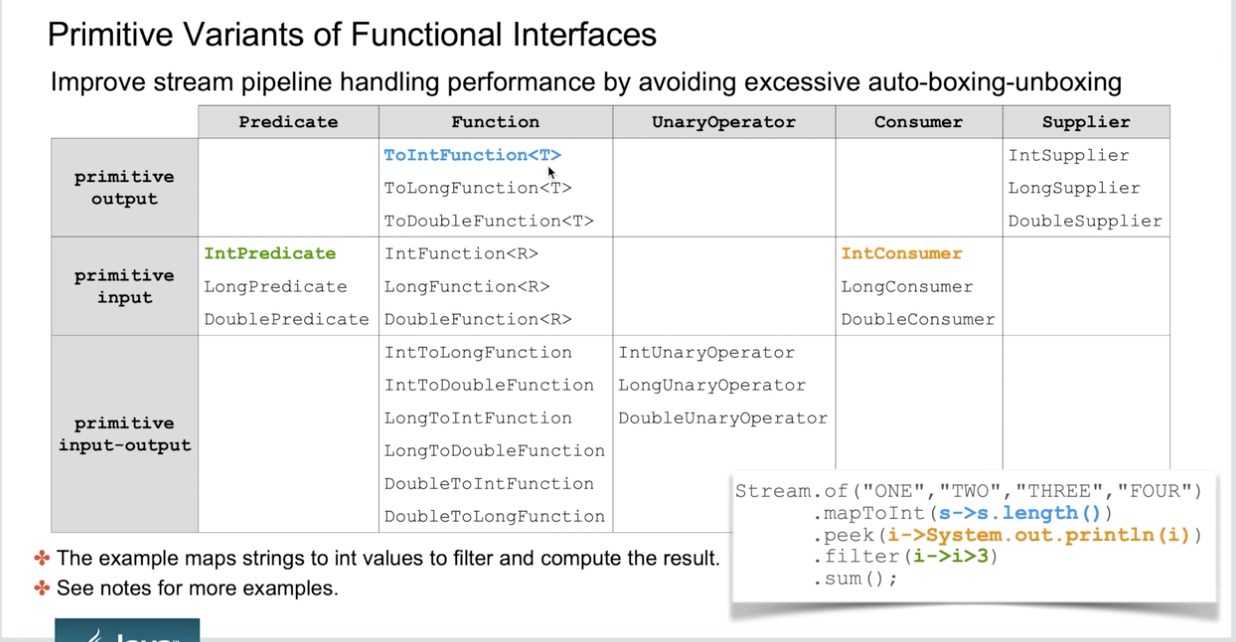 Primitive Variants of Functional Interfaces
Improve stream pipeline handling performance by avoiding excessive auto-boxing-unboxing
Predicate Function UnaryOperator Consumer Supplier
primitive output
ToIntFunction<T> IntSupplier
ToLongFunction<T> LongSupplier
ToDoubleFunction<T> DoubleSupplier
primitive input
IntPredicate IntFunction<R> IntConsumer
LongPredicate LongFunction<R> LongConsumer
DoublePredicate DoubleFunction<R> DoubleConsumer
primitive input-output
IntToLongFunction IntUnaryOperator
IntToDoubleFunction LongUnaryOperator
LongToIntFunction DoubleUnaryOperator
LongToDoubleFunction
DoubleToIntFunction
DoubleToLongFunction
Stream.of("ONE","TWO","THREE","FOUR")
.mapToInt(s->s.length())
.peek(i->System.out.println(i))
.filter(i->i>3)
.sum();
✤ The example maps strings to int values to filter and compute the result.
✤ See notes for more examples.
Java